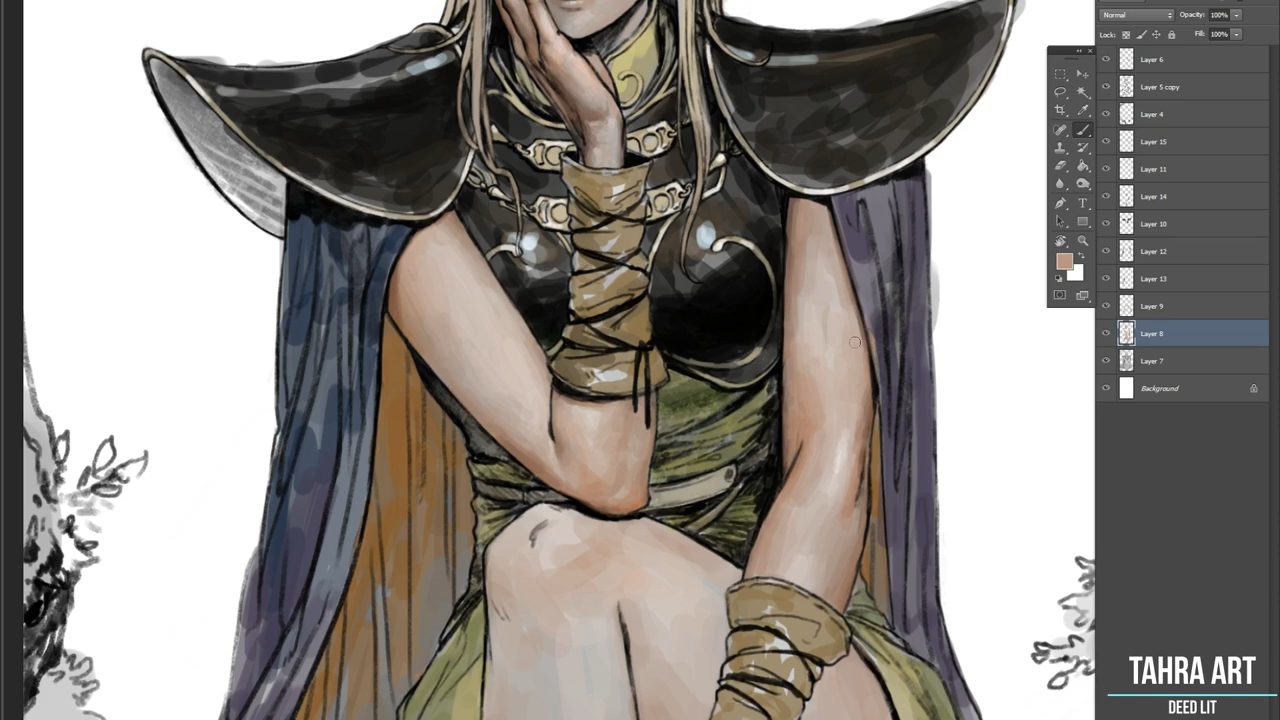 Normal Opacity: 100%
Lock: Fill: 100%
Layer 6
Layer 5 copy
Layer 4
Layer 15
Layer 11
Layer 14
Layer 10
Layer 12
Layer 13
Layer 9
Layer 8
Layer 7
Background
TAHRA ART
DEED LIT